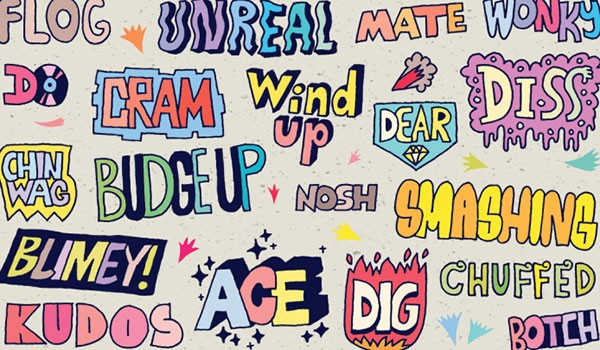 FLOG
UNREAL
MATE
WONKY
DO
CRAM
Wind
up
DEAR
DISS
CHIN
WAG
BUDGE UP
NOSH
SMASHING
BLIMEY!
ACE
DIG
CHUFFED
KUDOS
BOTCH